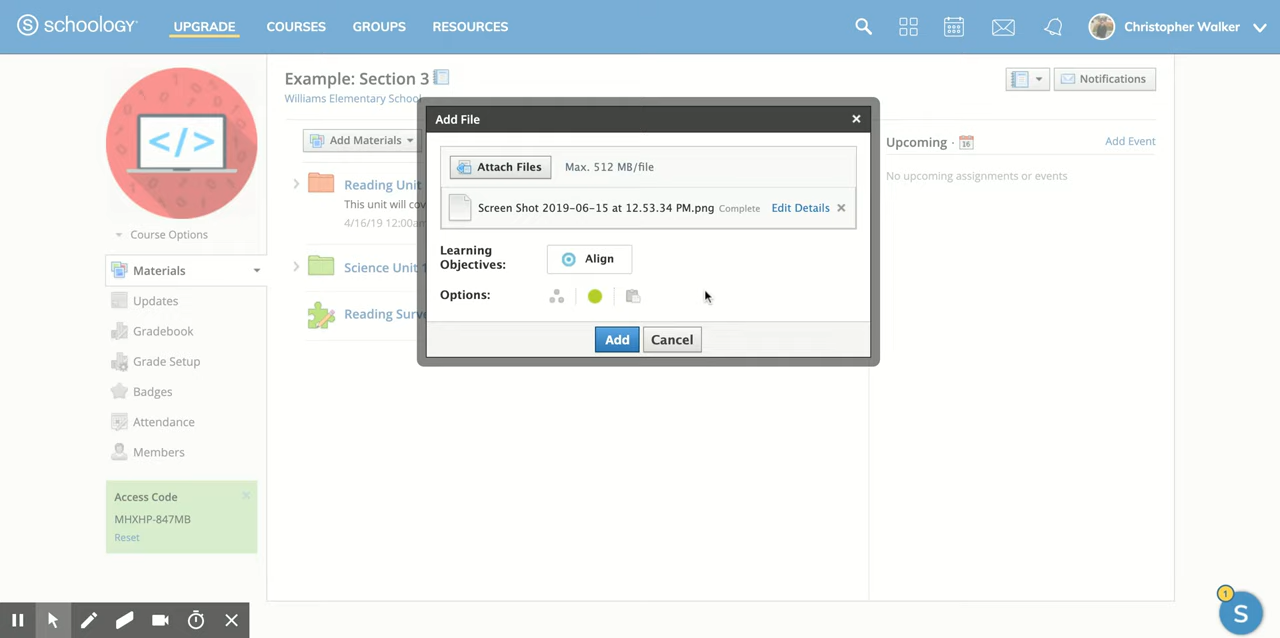 schoology
UPGRADE
COURSES
GROUPS
RESOURCES
Christopher Walker
Example: Section 3
Williams Elementary School
Notifications
Add Materials
Reading Unit
This unit will cov
4/16/19 12:00am
Science Unit 1
Reading Surve
Course Options
Materials
Updates
Gradebook
Grade Setup
Badges
Attendance
Members
Access Code
MHXHP-847MB
Reset
Add File
Attach Files
Max. 512 MB/file
Screen Shot 2019-06-15 at 12.53.34 PM.png
Complete
Edit Details
Learning
Objectives:
Align
Options:
Add
Cancel
Upcoming ·
16
Add Event
No upcoming assignments or events
1
S